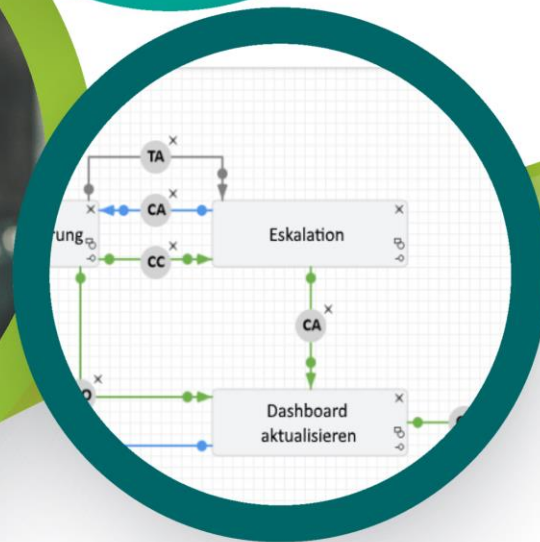 TA
CA
rung
Eskalation
CC
CA
Dashboard
aktualisieren